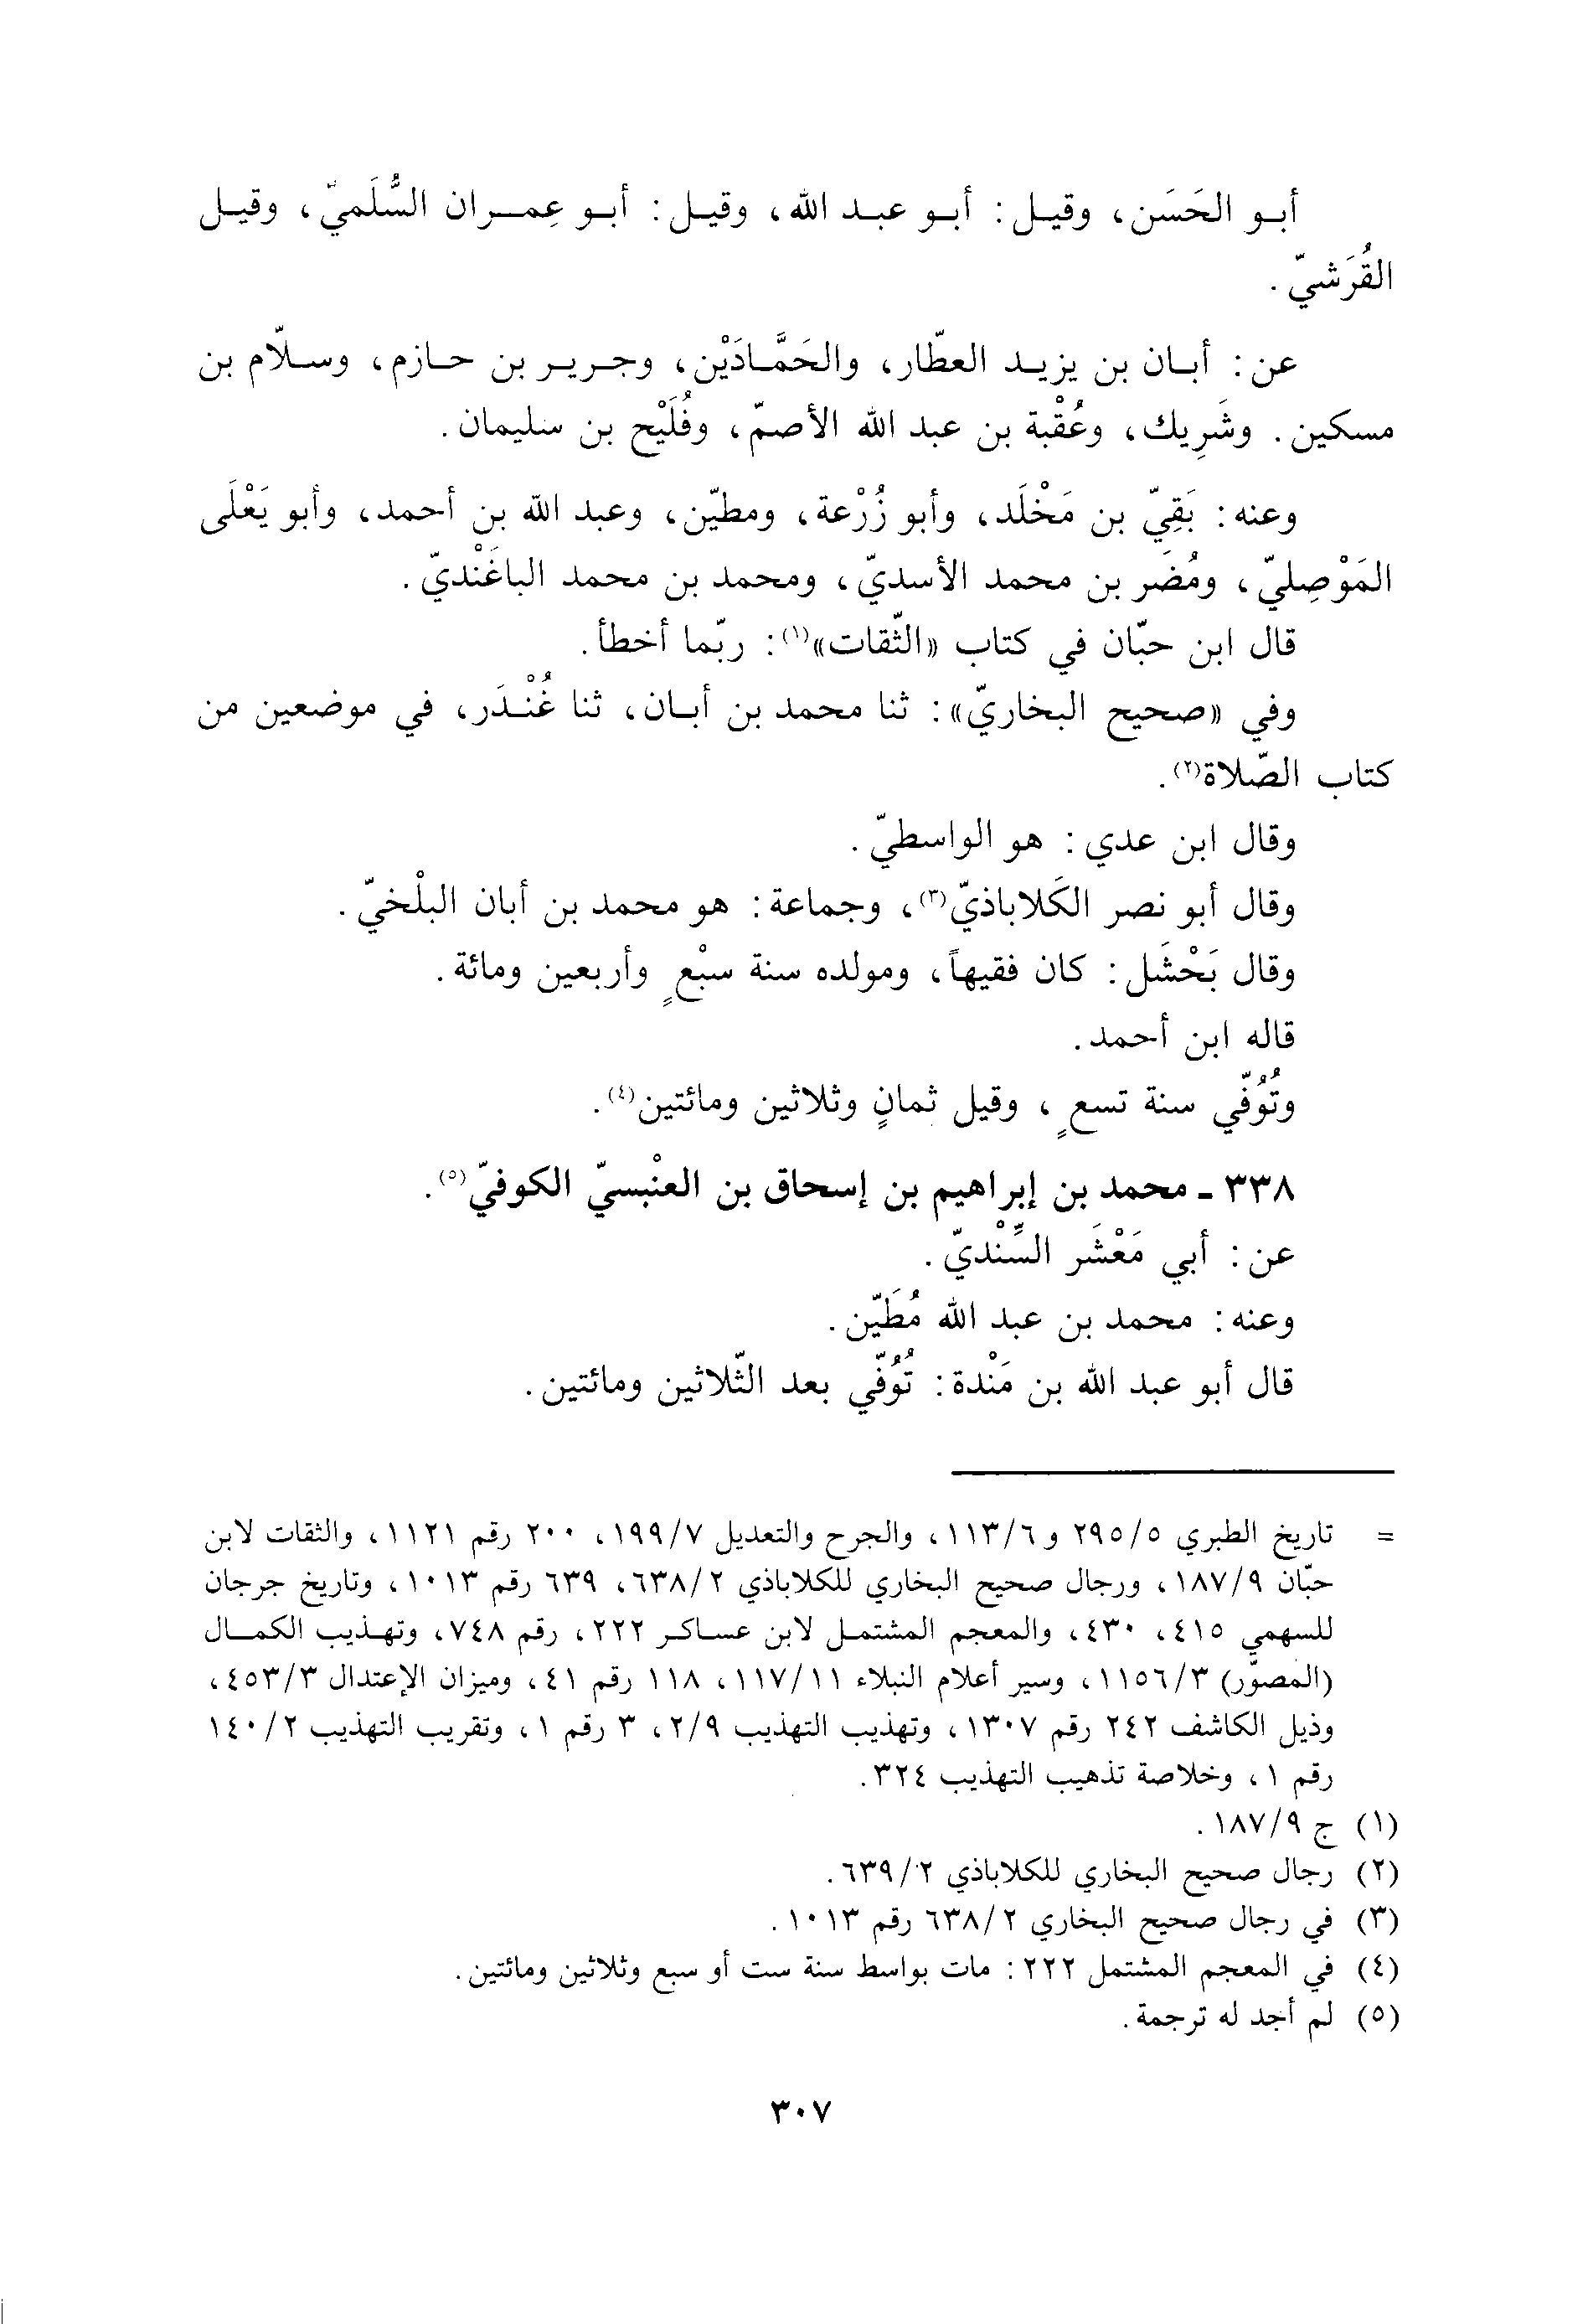 أبو الحَسَن، وقيل: أبو عبد الله، وقيل: أبو عِمران السُّلَميّ، وقيل
القُرَشيّ.
عن: أبان بن يزيد العطّار، والحَمَّادَيْن، وجرير بن حازم، وسلّام بن
مسكين. وشَرِيك، وعُقْبة بن عبد الله الأصمّ، وفُلَيْح بن سليمان.
وعنه: بَقِيّ بن مَخْلَد، وأبو زُرْعة، ومطيّن، وعبد الله بن أحمد، وأبو يَعْلَى
المَوْصِليّ، ومُضَر بن محمد الأسديّ، ومحمد بن محمد الباغَنْديّ.
قال ابن حبّان في كتاب «الثّقات»(١): ربّما أخطأ.
وفي «صحيح البخاريّ»: ثنا محمد بن أبان، ثنا غُنْدَر، في موضعين من
كتاب الصّلاة(٢).
وقال ابن عدي: هو الواسطيّ.
وقال أبو نصر الكَلاباذيّ(٣)، وجماعة: هو محمد بن أبان البلْخيّ.
وقال بَحْشَل: كان فقيهاً، ومولده سنة سبْعٍ وأربعين ومائة.
قاله ابن أحمد.
وتُوُفّي سنة تسعٍ، وقيل ثمانٍ وثلاثين ومائتين(٤).
٣٣٨ ـ محمد بن إبراهيم بن إسحاق بن العنْبسيّ الكوفيّ(٥).
عن: أبي مَعْشَر السِّنْديّ.
وعنه: محمد بن عبد الله مُطَيّن.
قال أبو عبد الله بن مَنْدة: تُوُفّي بعد الثّلاثين ومائتين.
= تاريخ الطبري ٢٩٥/٥ و ١١٣/٦، والجرح والتعديل ١٩٩/٧، ٢٠٠ رقم ١١٢١، والثقات لابن
حبّان ١٨٧/٩، ورجال صحيح البخاري للكلاباذي ٦٣٨/٢، ٦٣٩ رقم ١٠١٣، وتاريخ جرجان
للسهمي ٤١٥، ٤٣٠، والمعجم المشتمل لابن عساكر ٢٢٢، رقم ٧٤٨، وتهذيب الكمال
(المصوّر) ١١٥٦/٣، وسير أعلام النبلاء ١١٧/١١، ١١٨ رقم ٤١، وميزان الإعتدال ٤٥٣/٣،
وذيل الكاشف ٢٤٢ رقم ١٣٠٧، وتهذيب التهذيب ٢/٩، ٣ رقم ١، وتقريب التهذيب ١٤٠/٢
رقم ١، وخلاصة تذهيب التهذيب ٣٢٤.
(١) ج ١٨٧/٩.
(٢) رجال صحيح البخاري للكلاباذي ٦٣٩/٢.
(٣) في رجال صحيح البخاري ٦٣٨/٢ رقم ١٠١٣.
(٤) في المعجم المشتمل ٢٢٢: مات بواسط سنة ست أو سبع وثلاثين ومائتين.
(٥) لم أجد له ترجمة.
٣٠٧